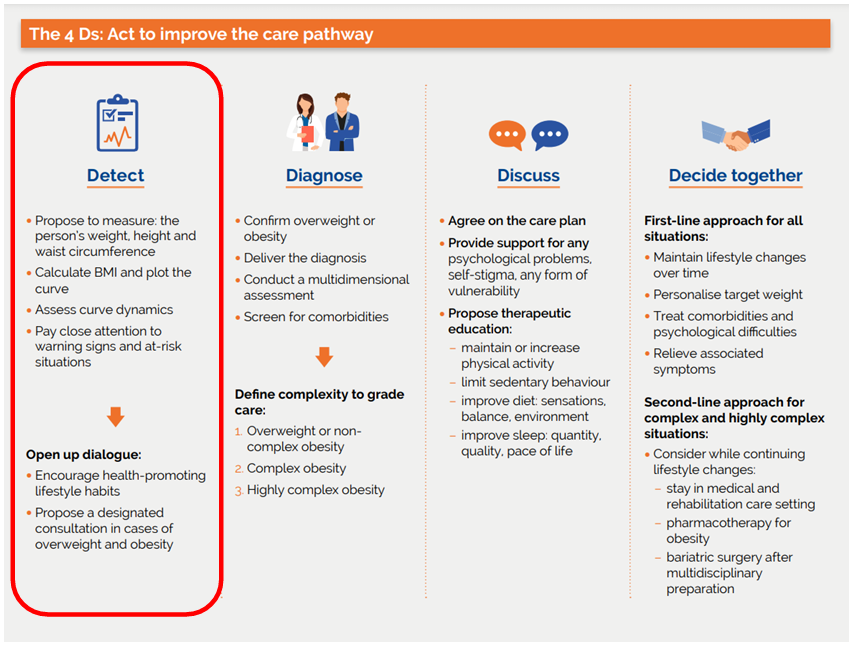 The 4 Ds: Act to improve the care pathway
Detect
• Propose to measure: the
person's weight, height and
waist circumference
• Calculate BMI and plot the
curve
• Assess curve dynamics
• Pay close attention to
warning signs and at-risk
situations
Open up dialogue:
• Encourage health-promoting
lifestyle habits
• Propose a designated
consultation in cases of
overweight and obesity
Diagnose
• Confirm overweight or
obesity
• Deliver the diagnosis
• Conduct a multidimensional
assessment
• Screen for comorbidities
Define complexity to grade
care:
1. Overweight or non-
complex obesity
2. Complex obesity
3. Highly complex obesity
Discuss
• Agree on the care plan
• Provide support for any
psychological problems,
self-stigma, any form of
vulnerability
• Propose therapeutic
education:
– maintain or increase
physical activity
– limit sedentary behaviour
– improve diet: sensations,
balance, environment
– improve sleep: quantity,
quality, pace of life
Decide together
First-line approach for all
situations:
• Maintain lifestyle changes
over time
• Personalise target weight
• Treat comorbidities and
psychological difficulties
• Relieve associated
symptoms
Second-line approach for
complex and highly complex
situations:
• Consider while continuing
lifestyle changes:
– stay in medical and
rehabilitation care setting
– pharmacotherapy for
obesity
– bariatric surgery after
multidisciplinary
preparation